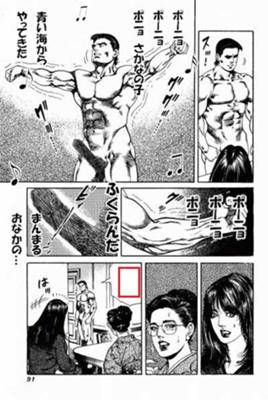 スッ!
ポーニョ
ポーニョ
ポニョ
さかなの子
青い海から
やってきた
ポーニョ
ポーニョ
ポニョ
ふくらんだ
まんまる
おなかの…
はっ
91